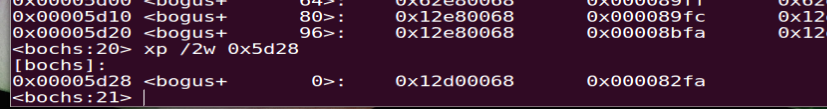 0x00005d00 <bogus+ 64>: 0x62e80068 0x000089ff 0x12
0x00005d10 <bogus+ 80>: 0x12e80068 0x000089fc 0x12
0x00005d20 <bogus+ 96>: 0x12e80068 0x00008bfa 0x12
<bochs:20> xp /2w 0x5d28
[bochs]:
0x00005d28 <bogus+ 0>: 0x12d00068 0x000082fa
<bochs:21>